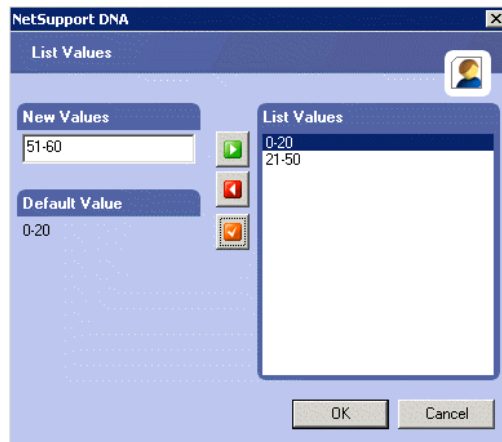 NetSupport DNA
List Values
New Values
51-60
Default Value
0-20
List Values
0-20
21-50
OK
Cancel